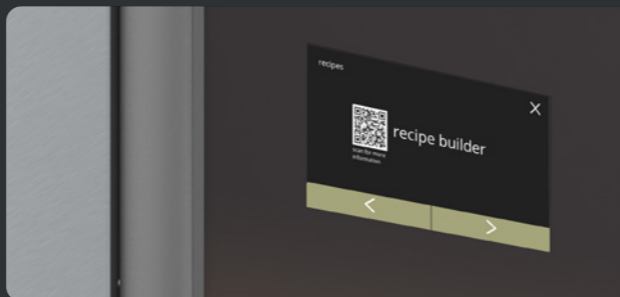 recipes
X
recipe builder
scan for more
information
<
>